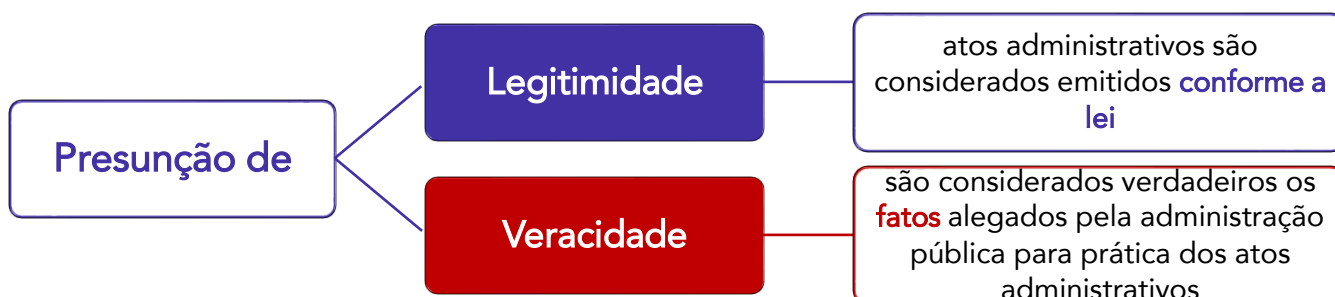 Presunção de
Legitimidade
atos administrativos são
considerados emitidos conforme a
lei
Veracidade
são considerados verdadeiros os
fatos alegados pela administração
pública para prática dos atos
administrativos